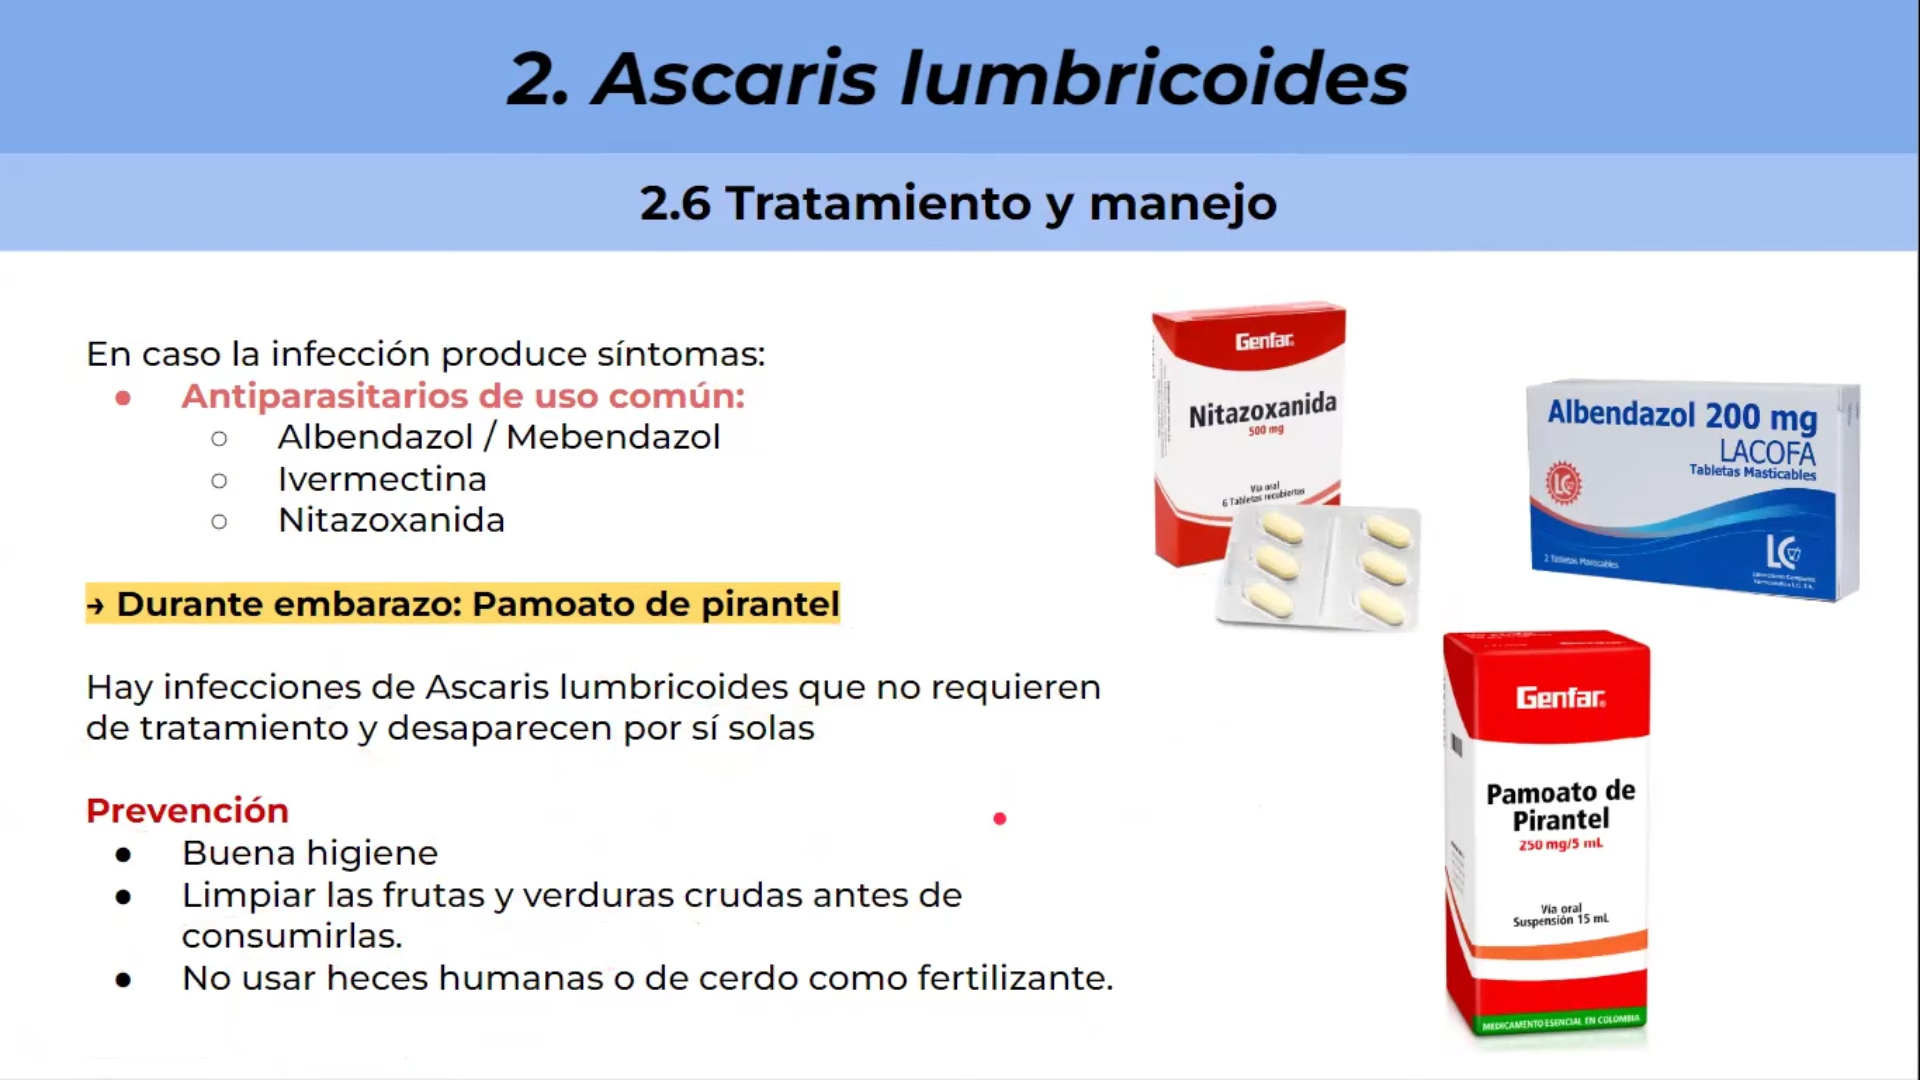 2. Ascaris lumbricoides
2.6 Tratamiento y manejo
En caso la infección produce síntomas:
● Antiparasitarios de uso común:
○ Albendazol / Mebendazol
○ Ivermectina
○ Nitazoxanida
→ Durante embarazo: Pamoato de pirantel
Hay infecciones de Ascaris lumbricoides que no requieren
de tratamiento y desaparecen por sí solas
Prevención
● Buena higiene
● Limpiar las frutas y verduras crudas antes de
consumirlas.
● No usar heces humanas o de cerdo como fertilizante.
Genfar
Nitazoxanida
500 mg
Vía oral
6 Tabletas recubiertas
Albendazol 200 mg
LACOFA
Tabletas Masticables
LC
2 Tabletas Masticables
LC
Genfar
Pamoato de
Pirantel
250 mg/5 mL
Vía oral
Suspensión 15 mL
MEDICAMENTO ESENCIAL EN COLOMBIA